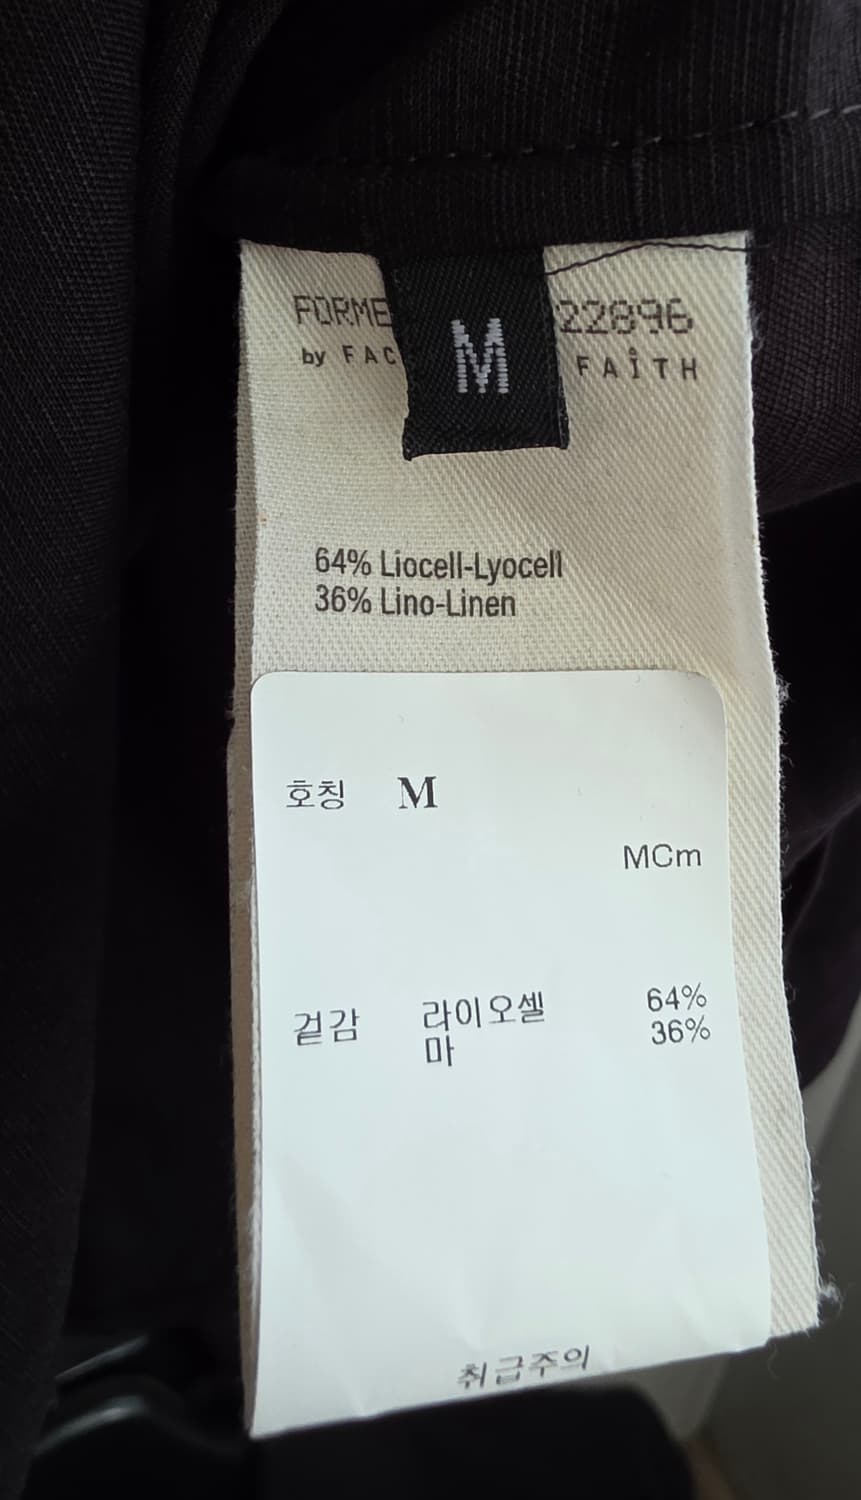 FORME 22896
by FAC FAITH
M
64% Liocell-Lyocell
36% Lino-Linen
호칭 M
MCm
겉감 라이오셀 64%
마 36%
취급주의